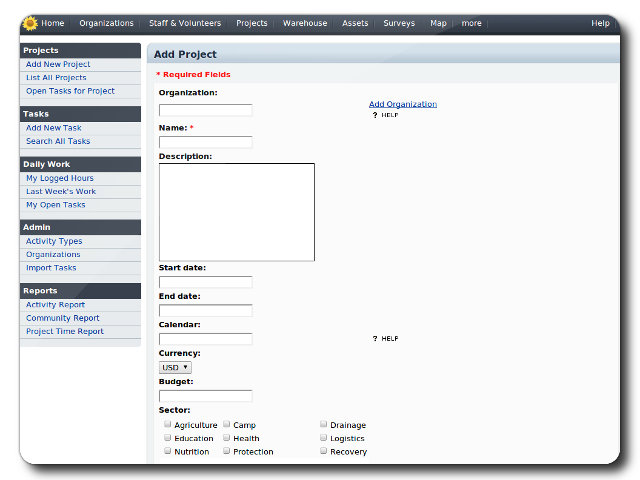 Home Organizations Staff & Volunteers Projects Warehouse Assets Surveys Map more Help
Projects
Add New Project
List All Projects
Open Tasks for Project
Tasks
Add New Task
Search All Tasks
Daily Work
My Logged Hours
Last Week's Work
My Open Tasks
Admin
Activity Types
Organizations
Import Tasks
Reports
Activity Report
Community Report
Project Time Report
Add Project
* Required Fields
Organization:
Add Organization
? HELP
Name: *
Description:
Start date:
End date:
Calendar:
? HELP
Currency:
USD ▼
Budget:
Sector:
Agriculture Camp Drainage
Education Health Logistics
Nutrition Protection Recovery